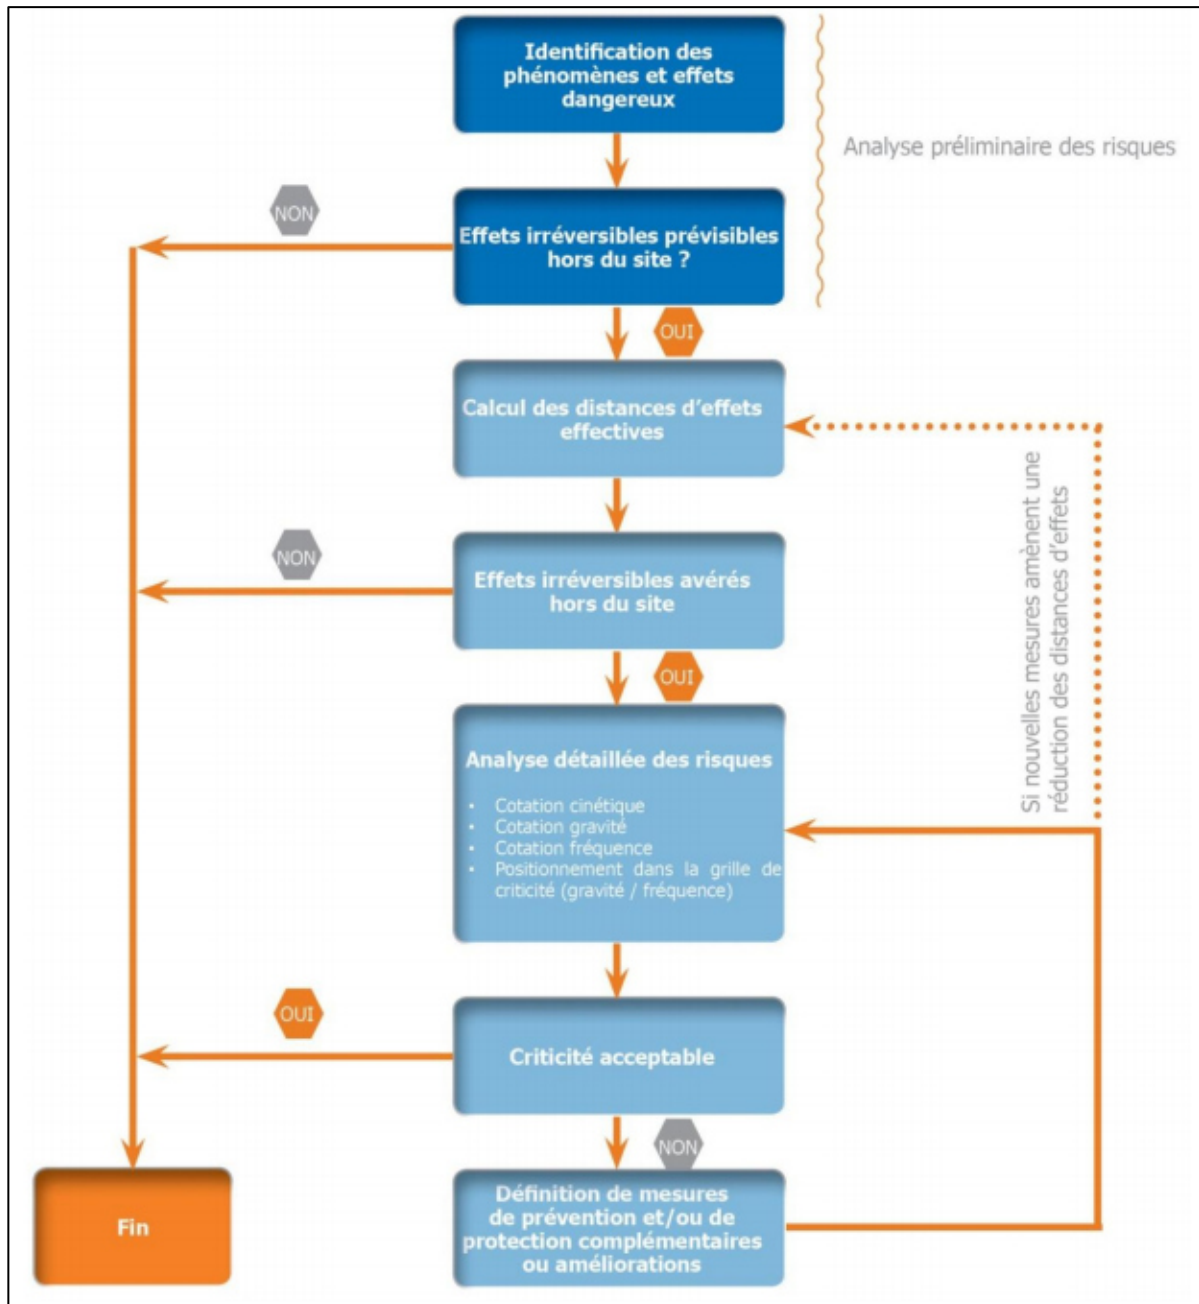 Identification des
phénomènes et effets
dangereux
Analyse préliminaire des risques
NON
Effets irréversibles prévisibles
hors du site ?
OUI
Calcul des distances d'effets
effectives
Si nouvelles mesures amènent une
réduction des distances d'effets
NON
Effets irréversibles avérés
hors du site
OUI
Analyse détaillée des risques
• Cotation cinétique
• Cotation gravité
• Cotation fréquence
• Positionnement dans la grille de
criticité (gravité / fréquence)
OUI
Criticité acceptable
NON
Définition de mesures
de prévention et/ou de
protection complémentaires
ou améliorations
Fin